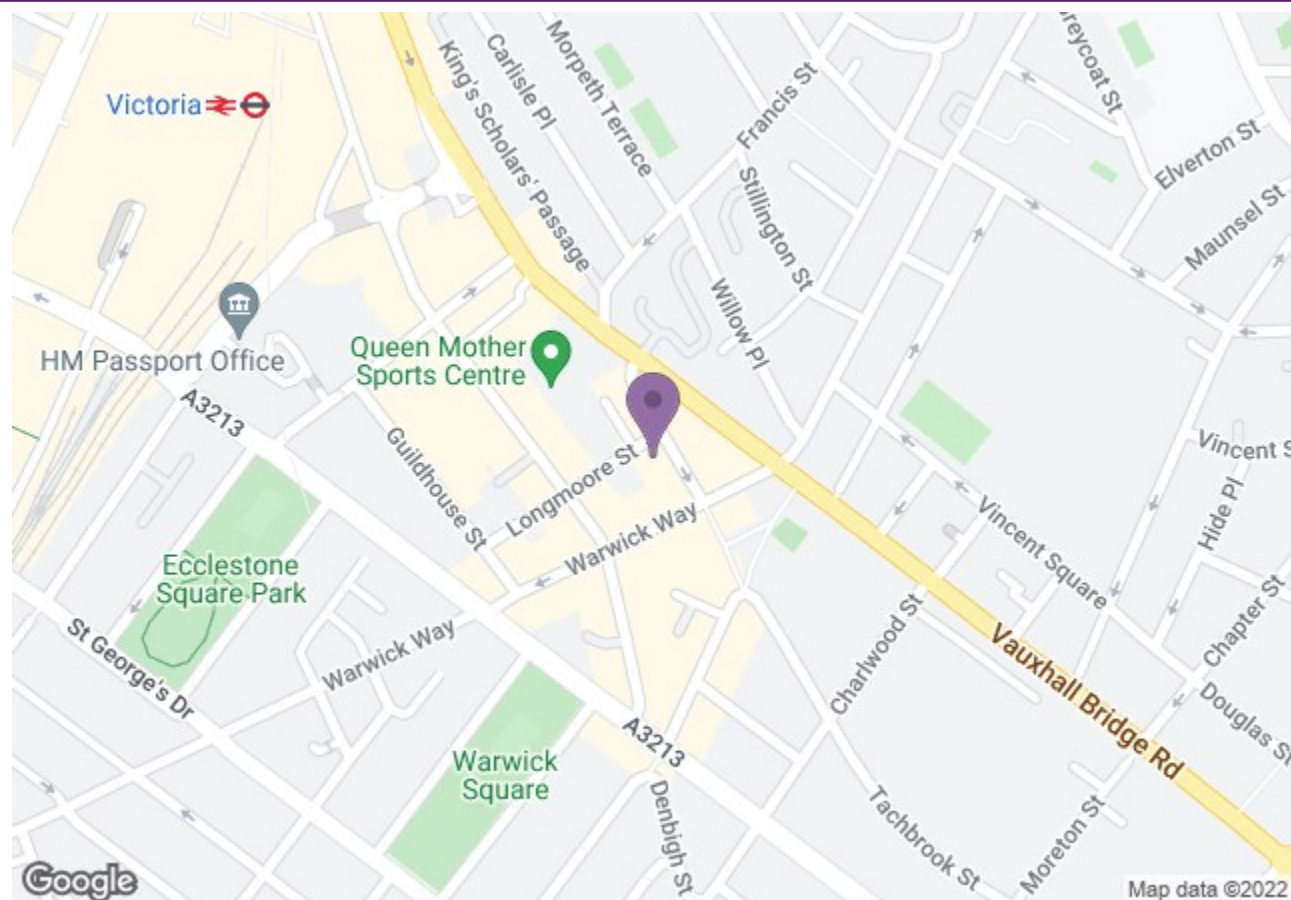 Victoria
HM Passport Office
Queen Mother
Sports Centre
King's Scholars' Passage
Carlisle Pl
Morpeth Terrace
Francis St
Stillington St
Willow Pl
Greycoat St
Elverton St
Maunsel St
A3213
Guildhouse St
Longmoore St
Warwick Way
Vincent Square
Vincent S
Hide Pl
Chapter St
Douglas St
Ecclestone
Square Park
St George's Dr
Warwick Way
Warwick
Square
A3213
Denbigh St
Charlwood St
Vauxhall Bridge Rd
Tachbrook St
Moreton St
Google
Map data ©2022